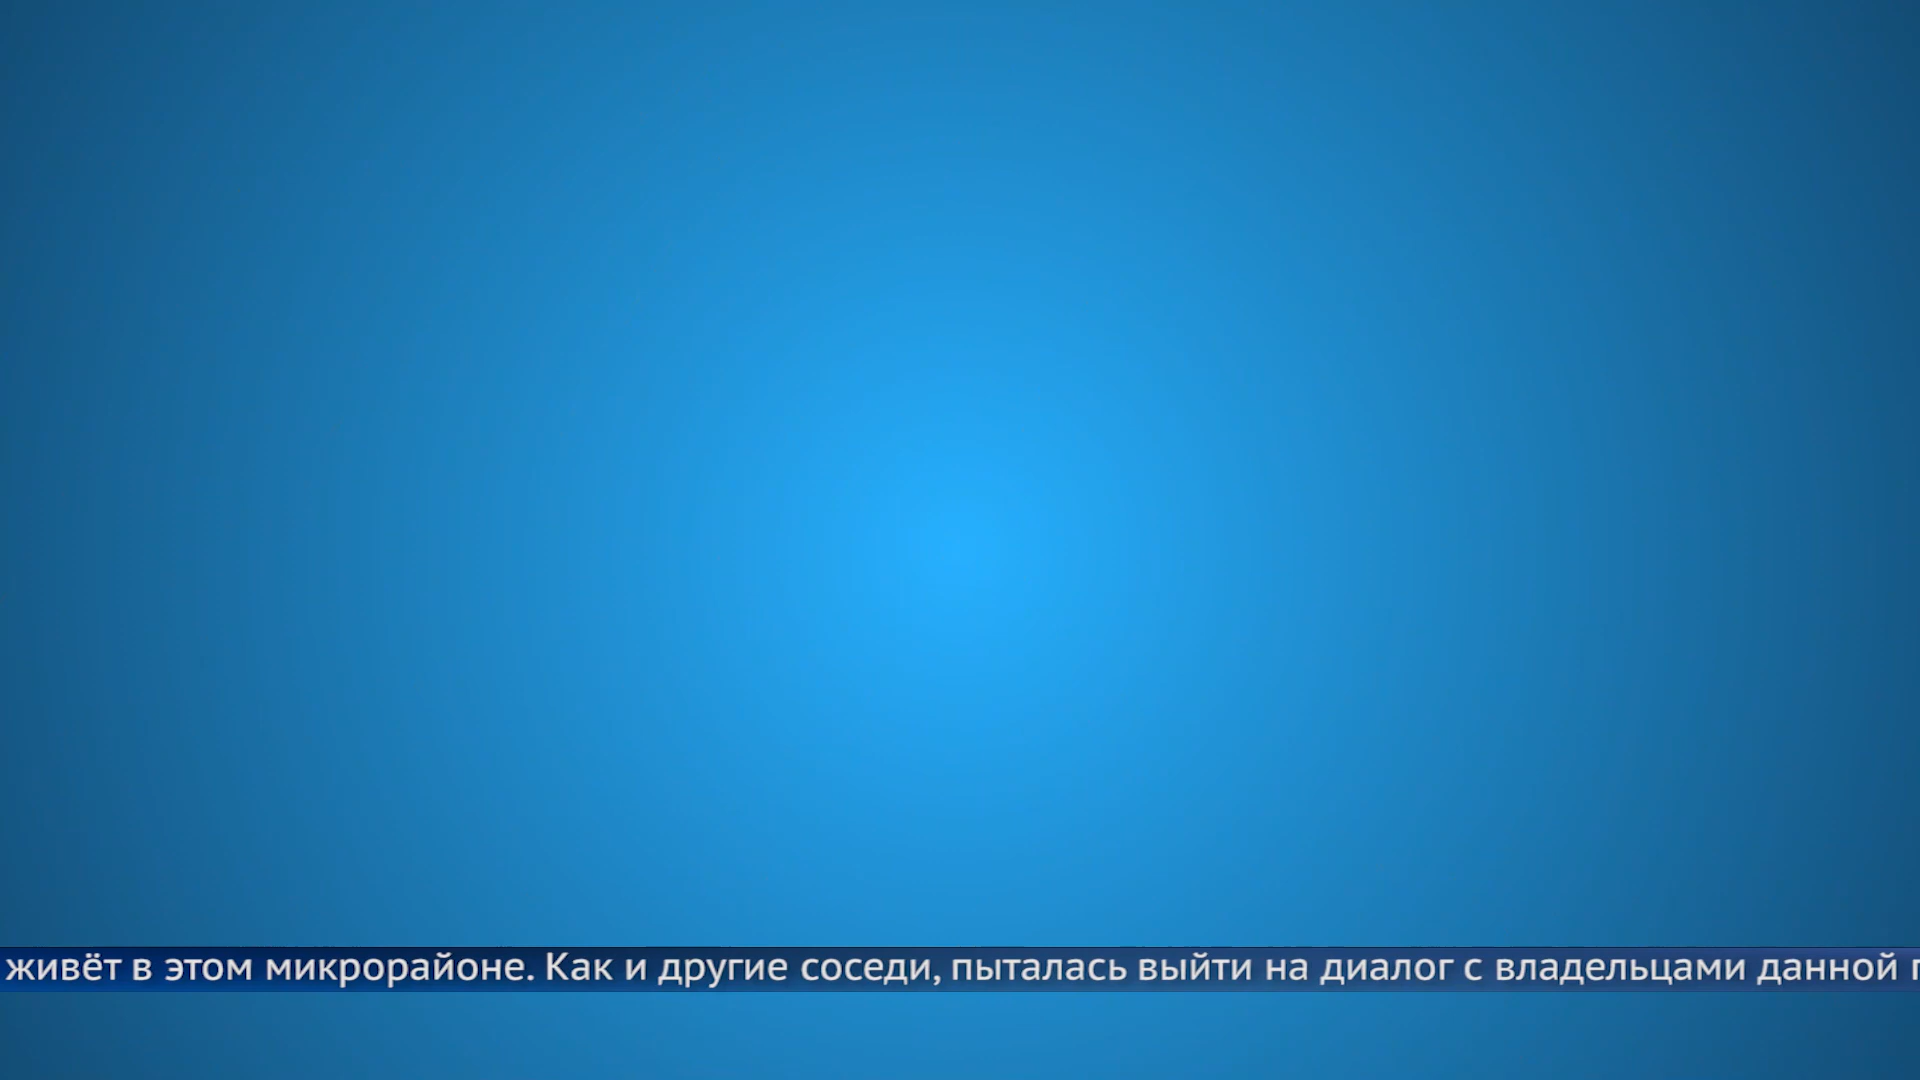 живёт в этом микрорайоне. Как и другие соседи, пыталась выйти на диалог с владельцами данной